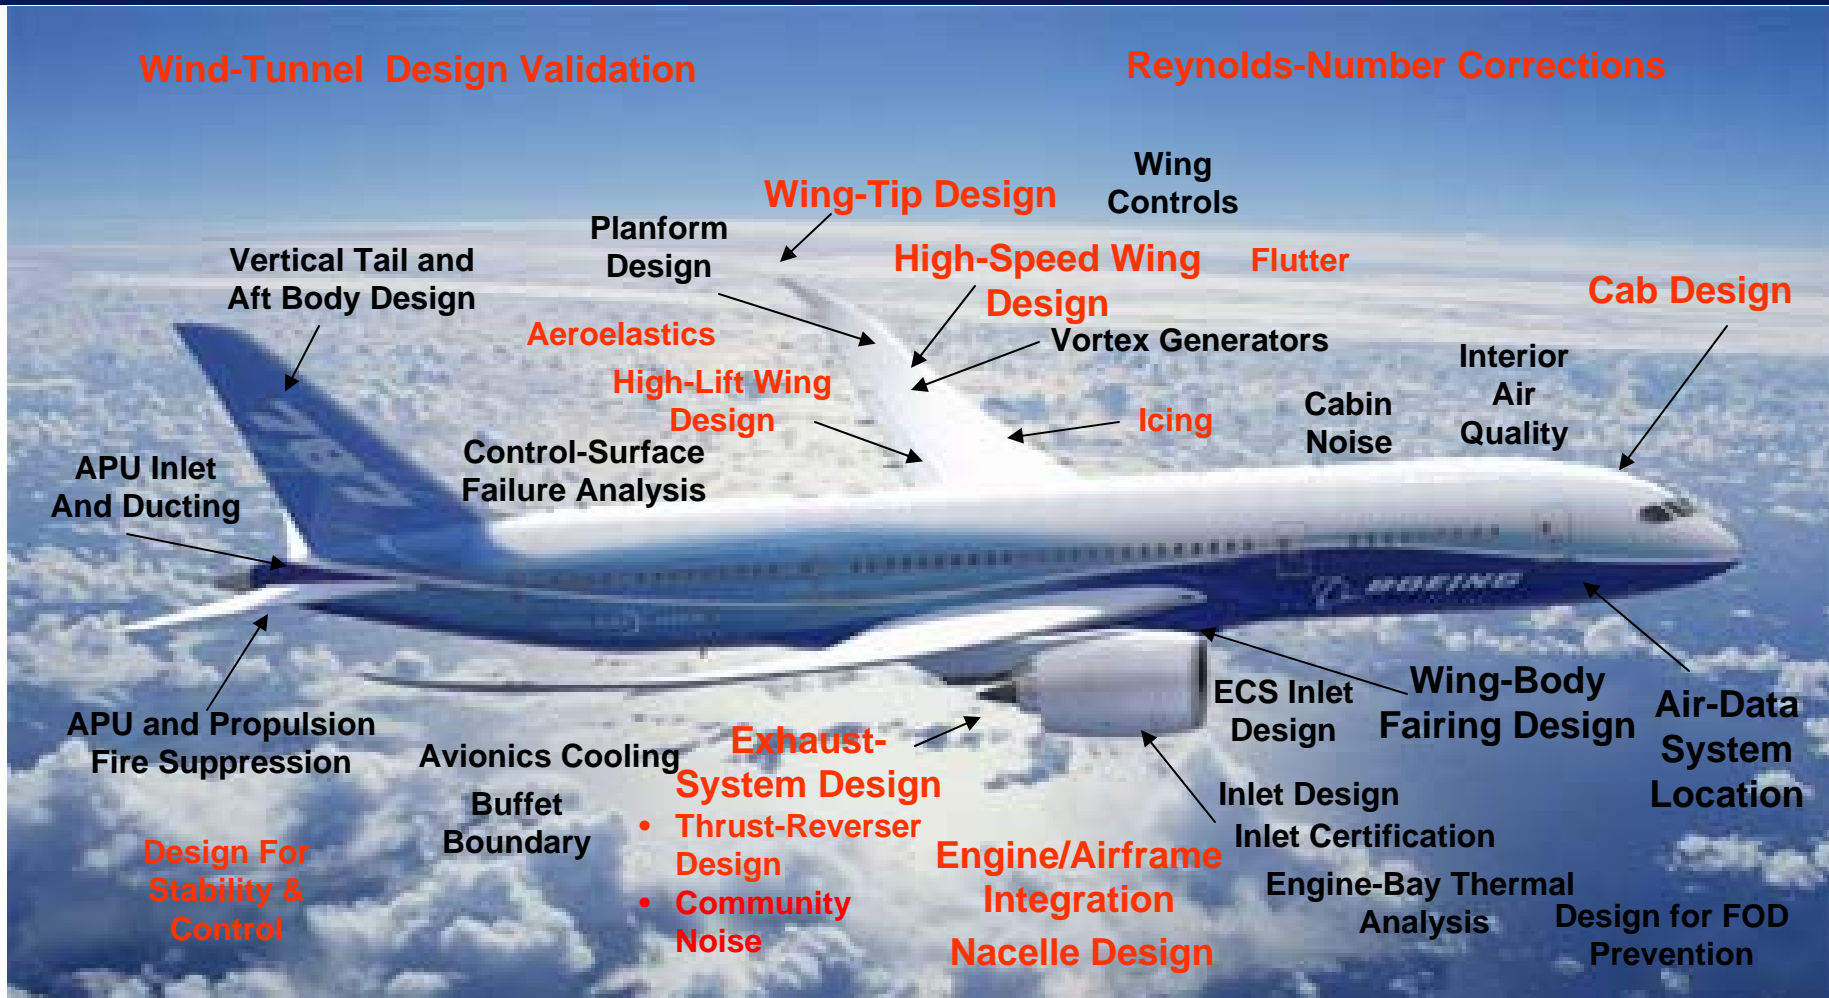 Wind-Tunnel Design Validation
Reynolds-Number Corrections
Wing
Controls
Wing-Tip Design
Planform
Design
High-Speed Wing
Design
Flutter
Vertical Tail and
Aft Body Design
Cab Design
Aeroelastics
Vortex Generators
Interior
Air
Quality
High-Lift Wing
Design
Icing
Cabin
Noise
Control-Surface
Failure Analysis
APU Inlet
And Ducting
787
BOEING
APU and Propulsion
Fire Suppression
Avionics Cooling
Buffet
Boundary
Design For
Stability &
Control
Exhaust-
System Design
• Thrust-Reverser
Design
• Community
Noise
Engine/Airframe
Integration
Nacelle Design
ECS Inlet
Design
Wing-Body
Fairing Design
Air-Data
System
Location
Inlet Design
Inlet Certification
Engine-Bay Thermal
Analysis
Design for FOD
Prevention